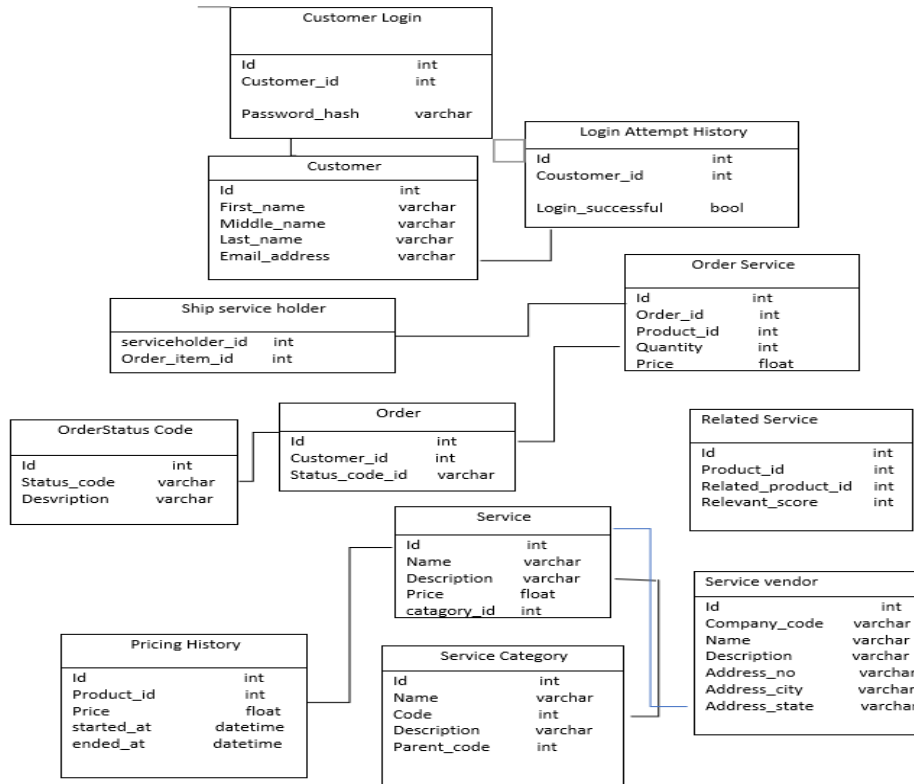 Customer Login
Id int
Customer_id int
Password_hash varchar
Login Attempt History
Id int
Coustomer_id int
Login_successful bool
Customer
Id int
First_name varchar
Middle_name varchar
Last_name varchar
Email_address varchar
Order Service
Id int
Order_id int
Product_id int
Quantity int
Price float
Ship service holder
serviceholder_id int
Order_item_id int
OrderStatus Code
Id int
Status_code varchar
Desvription varchar
Order
Id int
Customer_id int
Status_code_id varchar
Related Service
Id int
Product_id int
Related_product_id int
Relevant_score int
Service
Id int
Name varchar
Description varchar
Price float
catagory_id int
Service vendor
Id int
Company_code varchar
Name varchar
Description varchar
Address_no varchar
Address_city varchar
Address_state varchar
Pricing History
Id int
Product_id int
Price float
started_at datetime
ended_at datetime
Service Category
Id int
Name varchar
Code int
Description varchar
Parent_code int